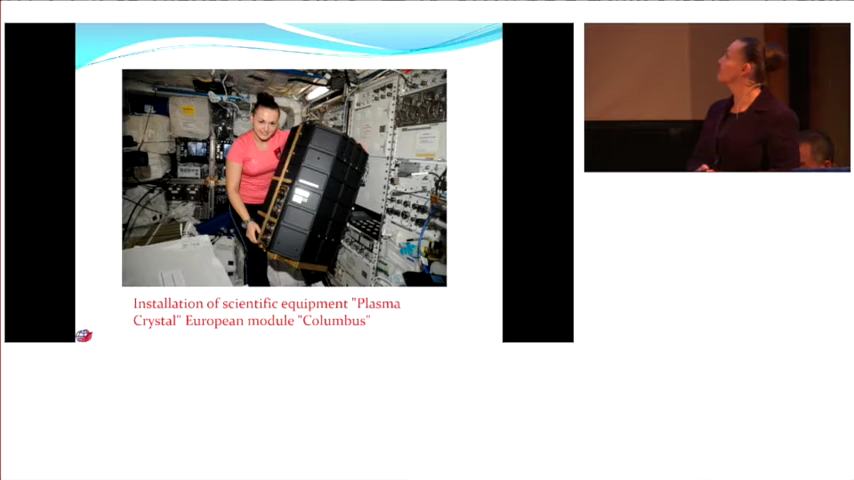 Installation of scientific equipment "Plasma
Crystal" European module "Columbus"